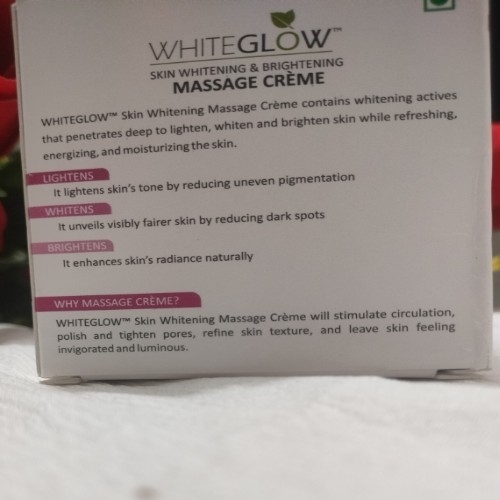 WHITEGLOW™
SKIN WHITENING & BRIGHTENING
MASSAGE CRÈME
WHITEGLOW™ Skin Whitening Massage Crème contains whitening actives
that penetrates deep to lighten, whiten and brighten skin while refreshing,
energizing, and moisturizing the skin.
LIGHTENS
It lightens skin's tone by reducing uneven pigmentation
WHITENS
It unveils visibly fairer skin by reducing dark spots
BRIGHTENS
It enhances skin's radiance naturally
WHY MASSAGE CRÈME?
WHITEGLOW™ Skin Whitening Massage Crème will stimulate circulation,
polish and tighten pores, refine skin texture, and leave skin feeling
invigorated and luminous.